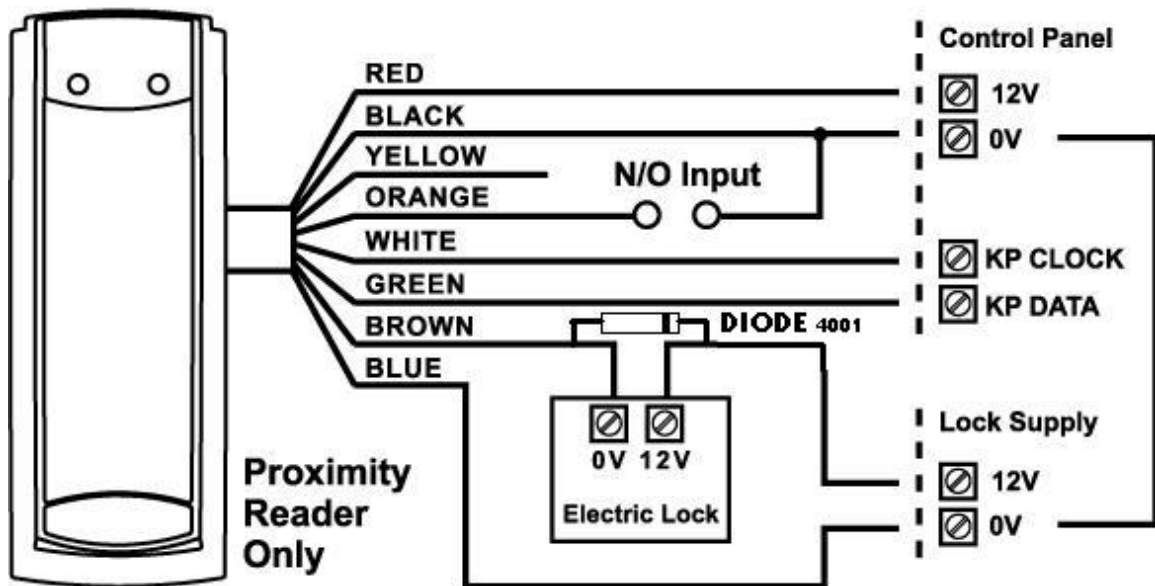 RED
BLACK
YELLOW
ORANGE
WHITE
GREEN
BROWN
BLUE
N/O Input
DIODE 4001
0V 12V
Electric Lock
Proximity
Reader
Only
Control Panel
12V
0V
KP CLOCK
KP DATA
Lock Supply
12V
0V